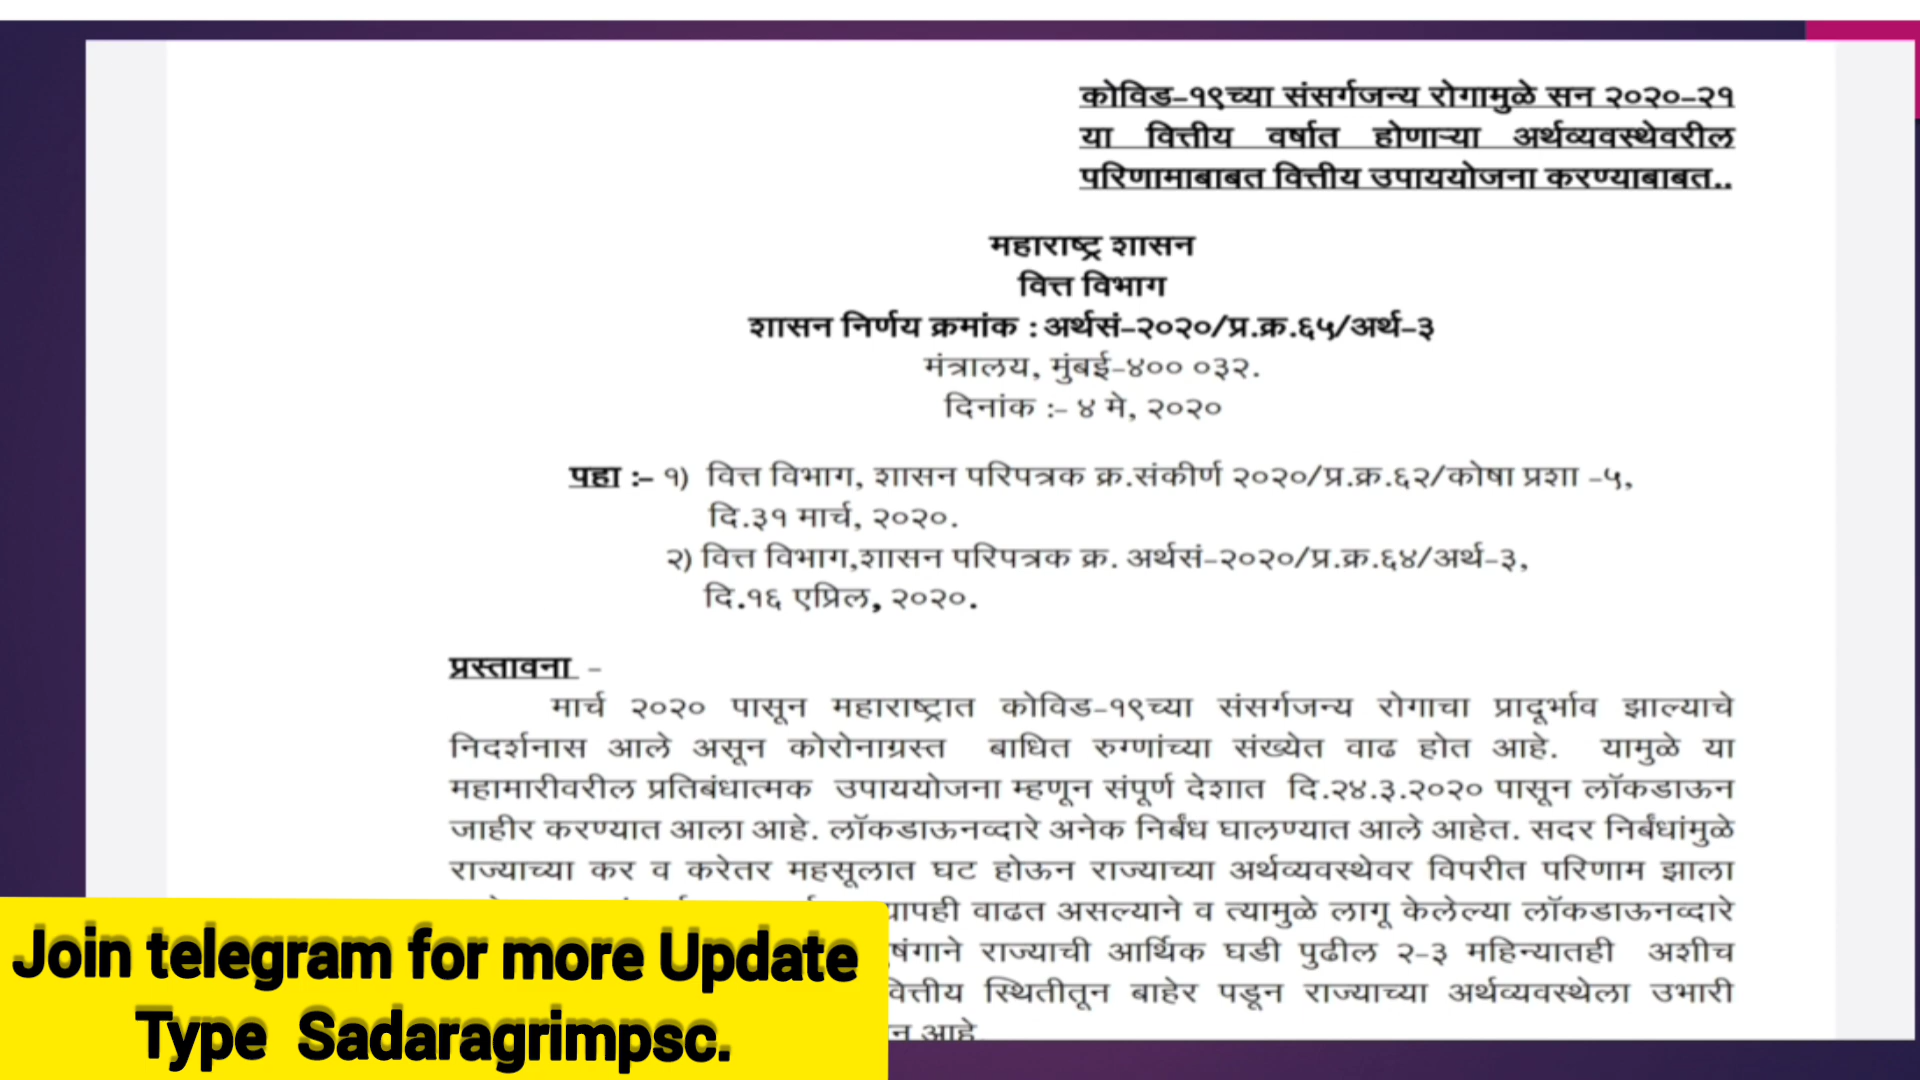 कोविड-१९च्या संसर्गजन्य रोगामुळे सन २०२०-२१
या वित्तीय वर्षात होणाऱ्या अर्थव्यवस्थेवरील
परिणामाबाबत वित्तीय उपाययोजना करण्याबाबत..
महाराष्ट्र शासन
वित्त विभाग
शासन निर्णय क्रमांक : अर्थसं-२०२०/प्र.क्र.६५/अर्थ-३
मंत्रालय, मुंबई-४०० ०३२.
दिनांक :- ४ मे, २०२०
पहा :- १) वित्त विभाग, शासन परिपत्रक क्र.संकीर्ण २०२०/प्र.क्र.६२/कोषा प्रशा -५,
दि.३१ मार्च, २०२०.
२) वित्त विभाग,शासन परिपत्रक क्र. अर्थसं-२०२०/प्र.क्र.६४/अर्थ-३,
दि.१६ एप्रिल, २०२०.
प्रस्तावना -
मार्च २०२० पासून महाराष्ट्रात कोविड-१९च्या संसर्गजन्य रोगाचा प्रादूर्भाव झाल्याचे
निदर्शनास आले असून कोरोनाग्रस्त बाधित रुग्णांच्या संख्येत वाढ होत आहे. यामुळे या
महामारीवरील प्रतिबंधात्मक उपाययोजना म्हणून संपूर्ण देशात दि.२४.३.२०२० पासून लॉकडाऊन
जाहीर करण्यात आला आहे. लॉकडाऊनव्दारे अनेक निर्बंध घालण्यात आले आहेत. सदर निर्बंधांमुळे
राज्याच्या कर व करेतर महसूलात घट होऊन राज्याच्या अर्थव्यवस्थेवर विपरीत परिणाम झाला
वाढत असल्याने व त्यामुळे लागू केलेल्या लॉकडाऊनव्दारे
राज्याची आर्थिक घडी पुढील २-३ महिन्यातही अशीच
वित्तीय स्थितीतून बाहेर पडून राज्याच्या अर्थव्यवस्थेला उभारी
आहे
Join telegram for more Update
Type Sadaragrimpsc.